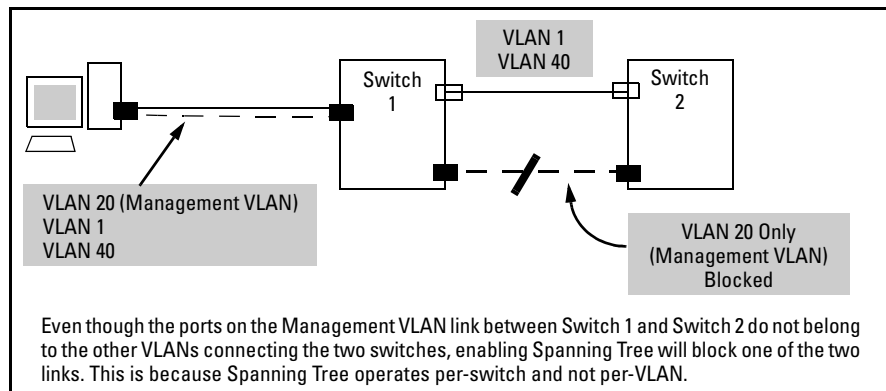 VLAN 1
VLAN 40
Switch
1
Switch
2
VLAN 20 (Management VLAN)
VLAN 1
VLAN 40
VLAN 20 Only
(Management VLAN)
Blocked
Even though the ports on the Management VLAN link between Switch 1 and Switch 2 do not belong
to the other VLANs connecting the two switches, enabling Spanning Tree will block one of the two
links. This is because Spanning Tree operates per-switch and not per-VLAN.